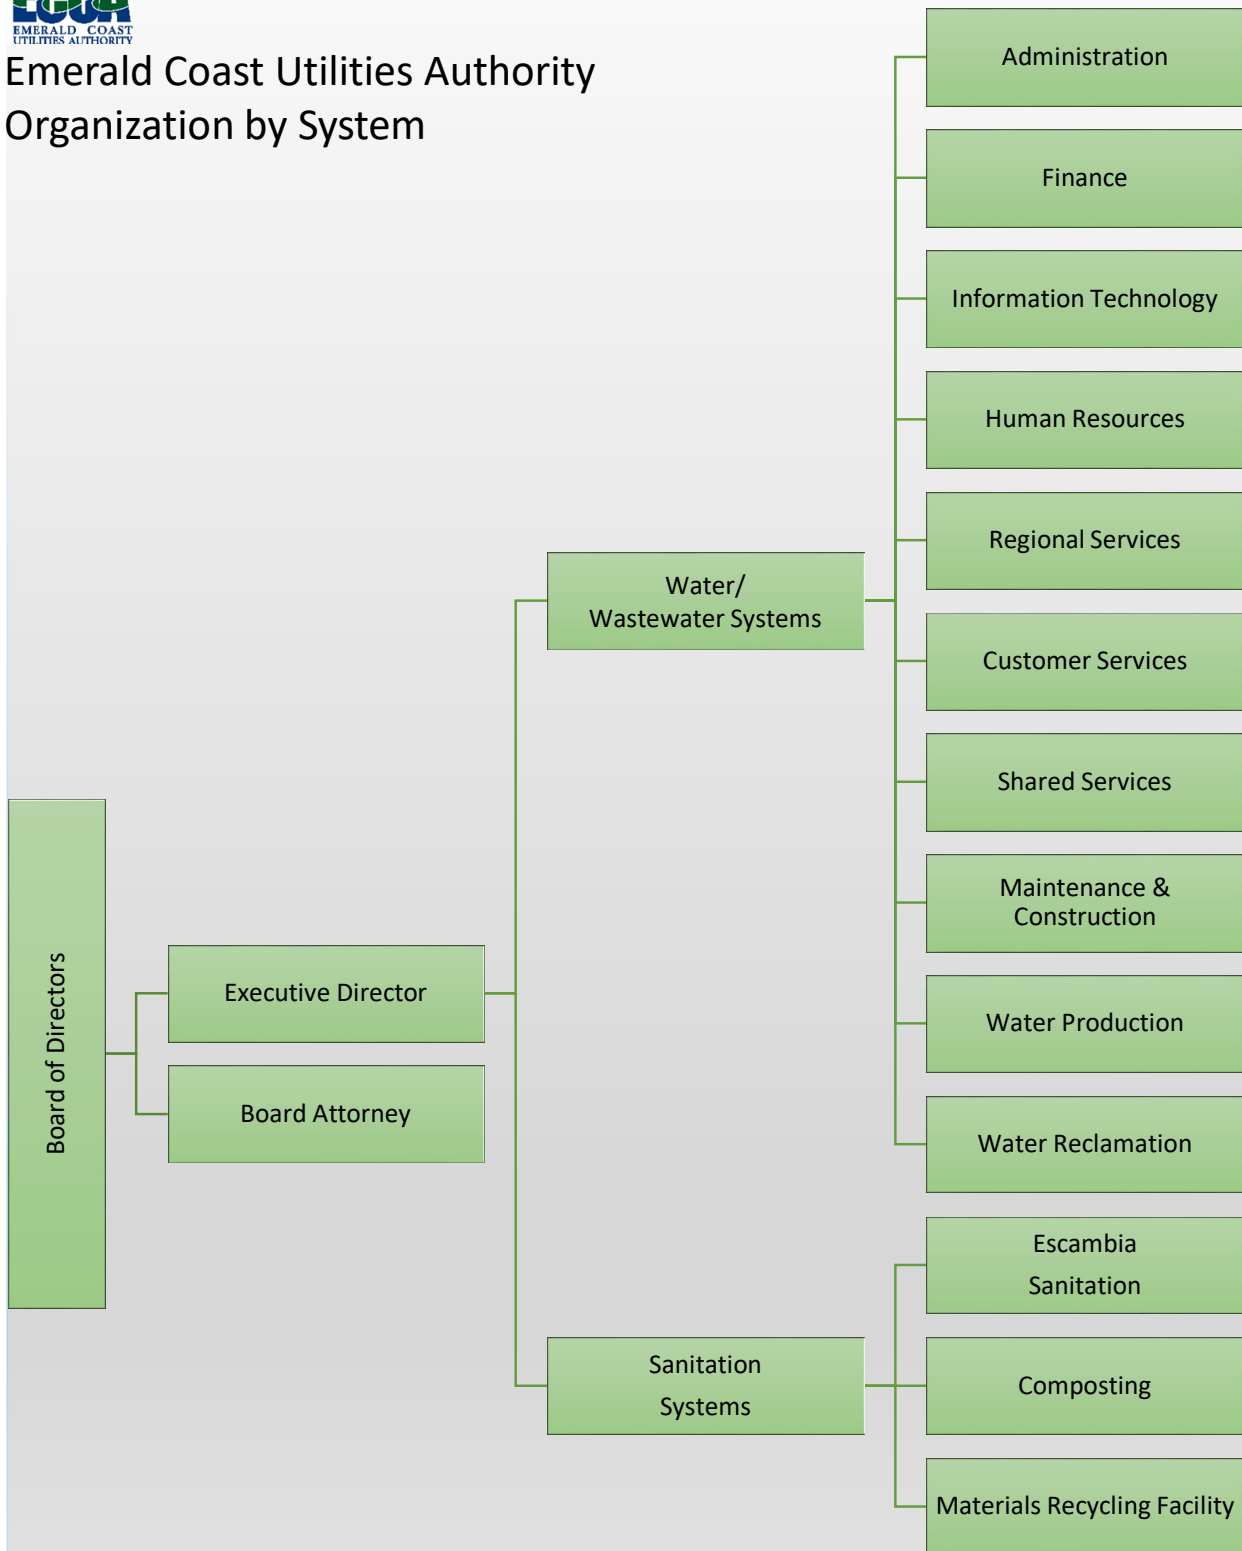 ECUA
EMERALD COAST
UTILITIES AUTHORITY
Emerald Coast Utilities Authority
Organization by System
Administration
Finance
Information Technology
Human Resources
Regional Services
Water/
Wastewater Systems
Customer Services
Shared Services
Maintenance &
Construction
Board of Directors
Executive Director
Water Production
Board Attorney
Water Reclamation
Escambia
Sanitation
Sanitation
Systems
Composting
Materials Recycling Facility